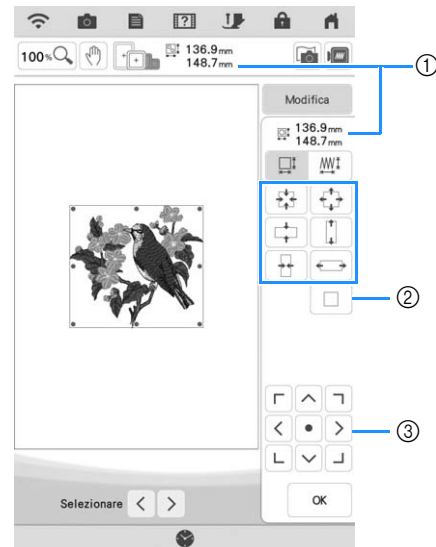 100%
136.9mm
148.7mm
①
Modifica
136.9mm
148.7mm
②
③
Selezionare
OK